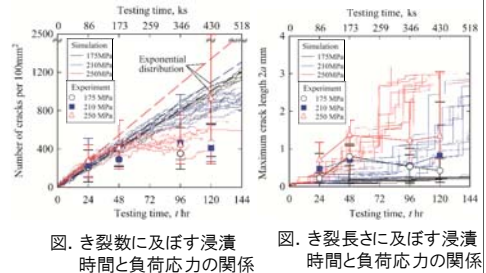 Testing time, ks
0 86 173 259 346 430 518
2500
1200
800
400
0
Number of cracks per 100mm²
Simulation
175MPa
210MPa
250MPa
Exponential
distribution
Experiment
175 MPa
210 MPa
250 MPa
0 24 48 72 96 120 144
Testing time, t hr
図. き裂数に及ぼす浸漬
時間と負荷応力の関係
Testing time, ks
0 86 173 259 346 430 518
4
3
2
1
0
Maximum crack length 2a mm
Simulation
175MPa
210MPa
250MPa
Experiment
175 MPa
210 MPa
250 MPa
0 24 48 72 96 120 144
Testing time, t hr
図. き裂長さに及ぼす浸漬
時間と負荷応力の関係